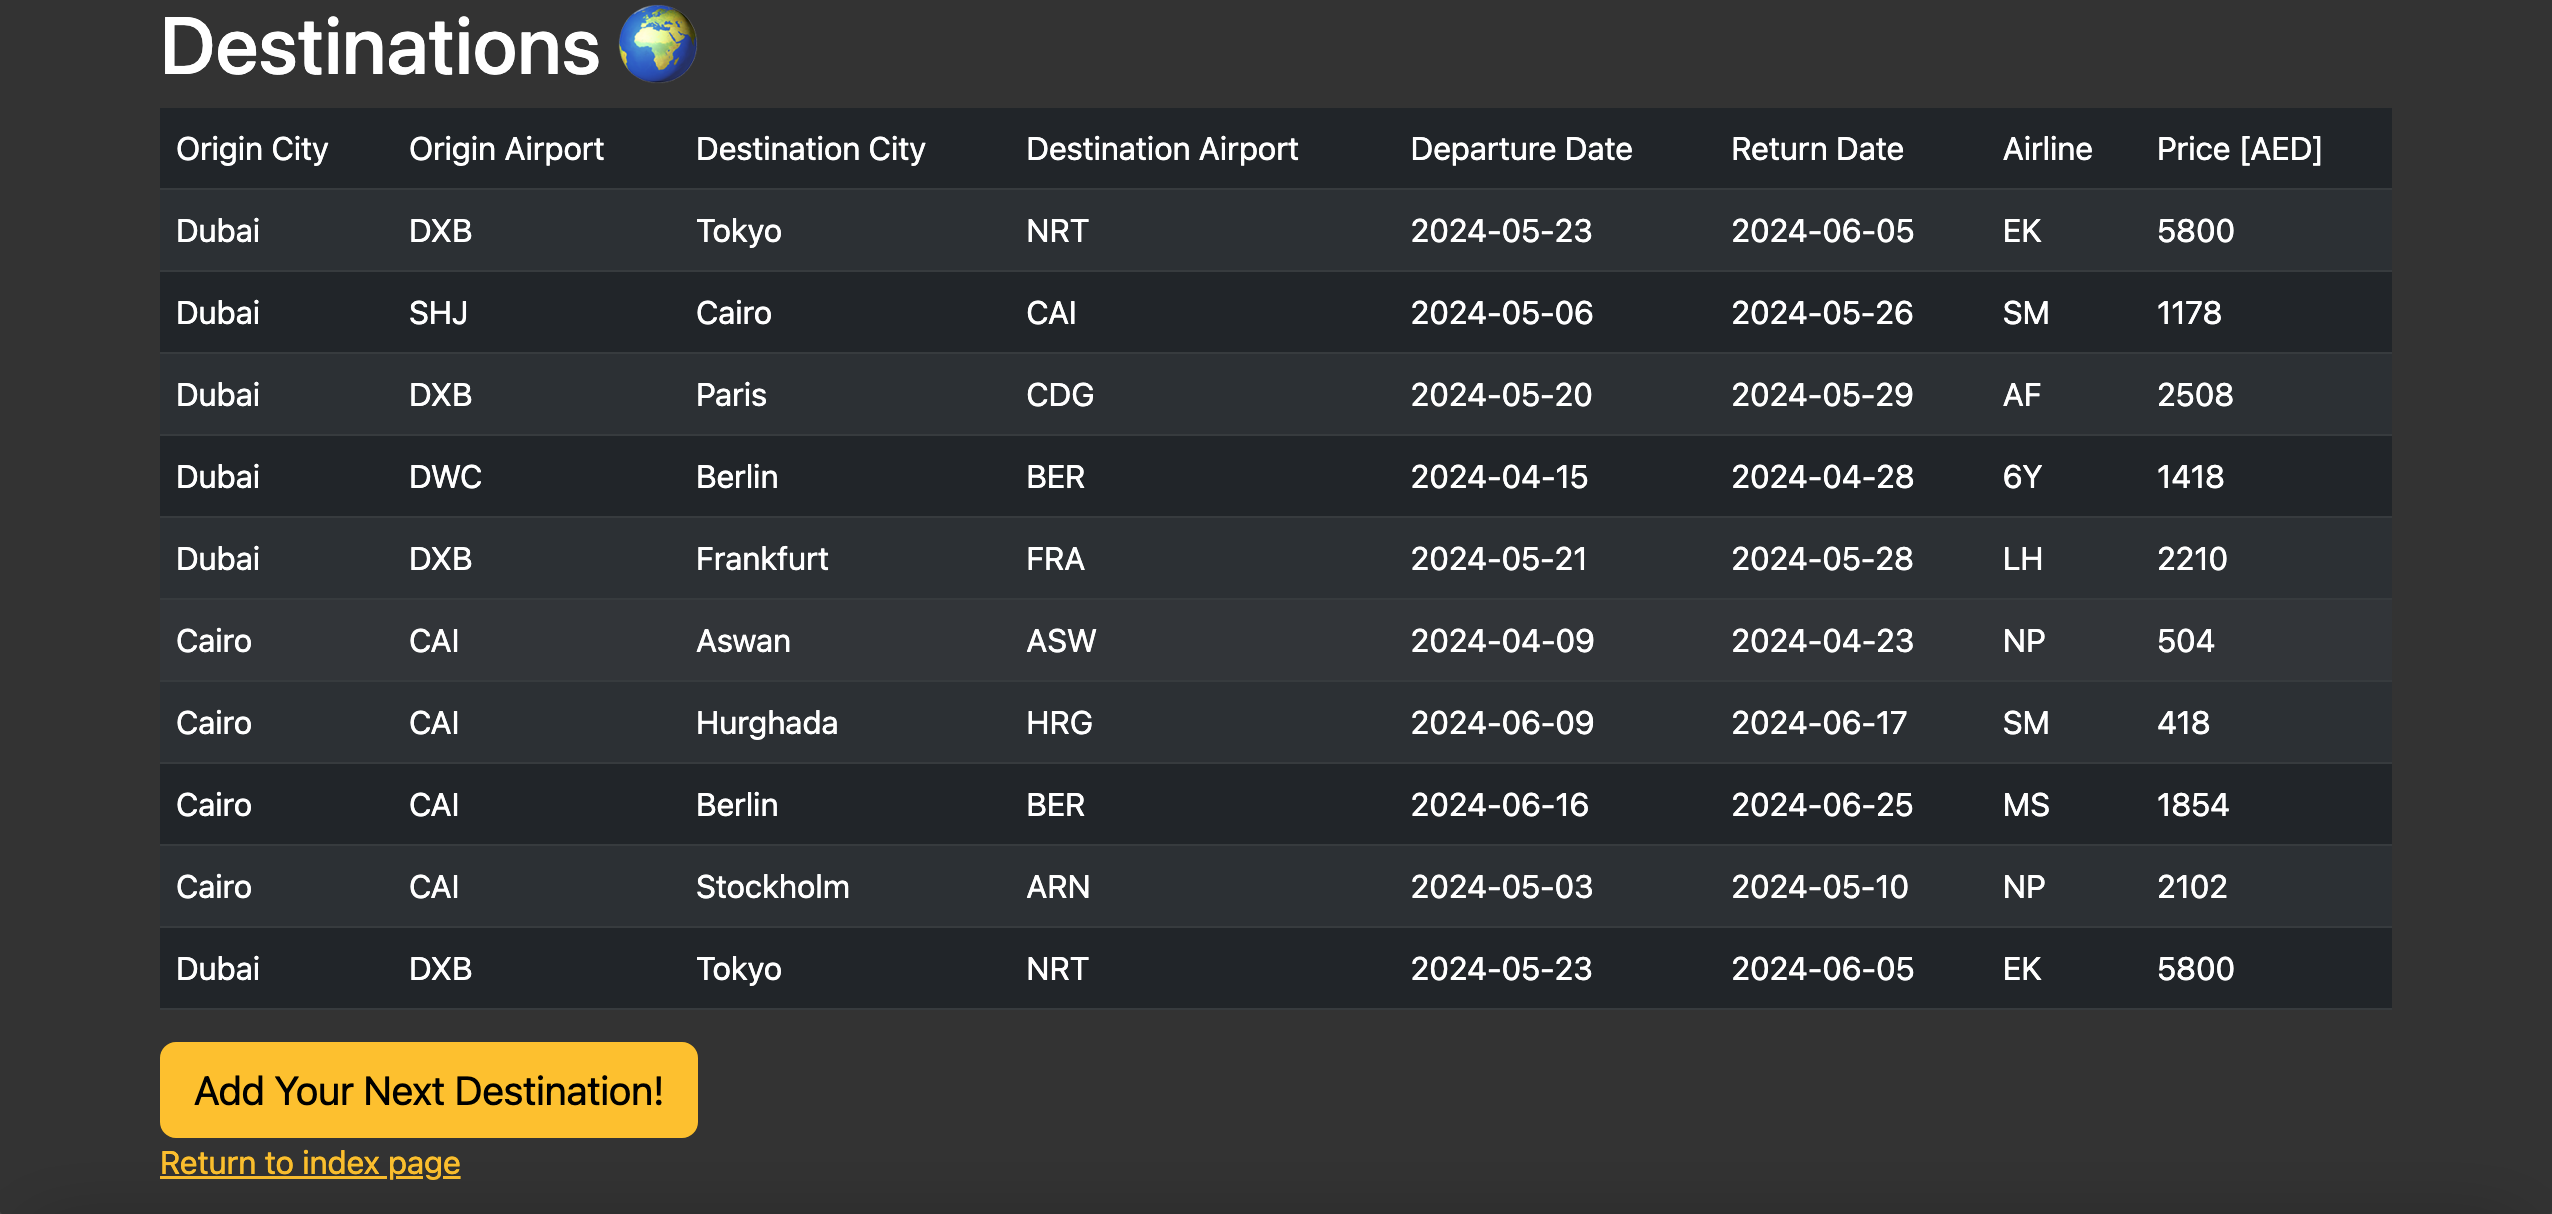 Destinations 🌍
Origin City Origin Airport Destination City Destination Airport Departure Date Return Date Airline Price [AED]
Dubai DXB Tokyo NRT 2024-05-23 2024-06-05 EK 5800
Dubai SHJ Cairo CAI 2024-05-06 2024-05-26 SM 1178
Dubai DXB Paris CDG 2024-05-20 2024-05-29 AF 2508
Dubai DWC Berlin BER 2024-04-15 2024-04-28 6Y 1418
Dubai DXB Frankfurt FRA 2024-05-21 2024-05-28 LH 2210
Cairo CAI Aswan ASW 2024-04-09 2024-04-23 NP 504
Cairo CAI Hurghada HRG 2024-06-09 2024-06-17 SM 418
Cairo CAI Berlin BER 2024-06-16 2024-06-25 MS 1854
Cairo CAI Stockholm ARN 2024-05-03 2024-05-10 NP 2102
Dubai DXB Tokyo NRT 2024-05-23 2024-06-05 EK 5800
Add Your Next Destination!
Return to index page